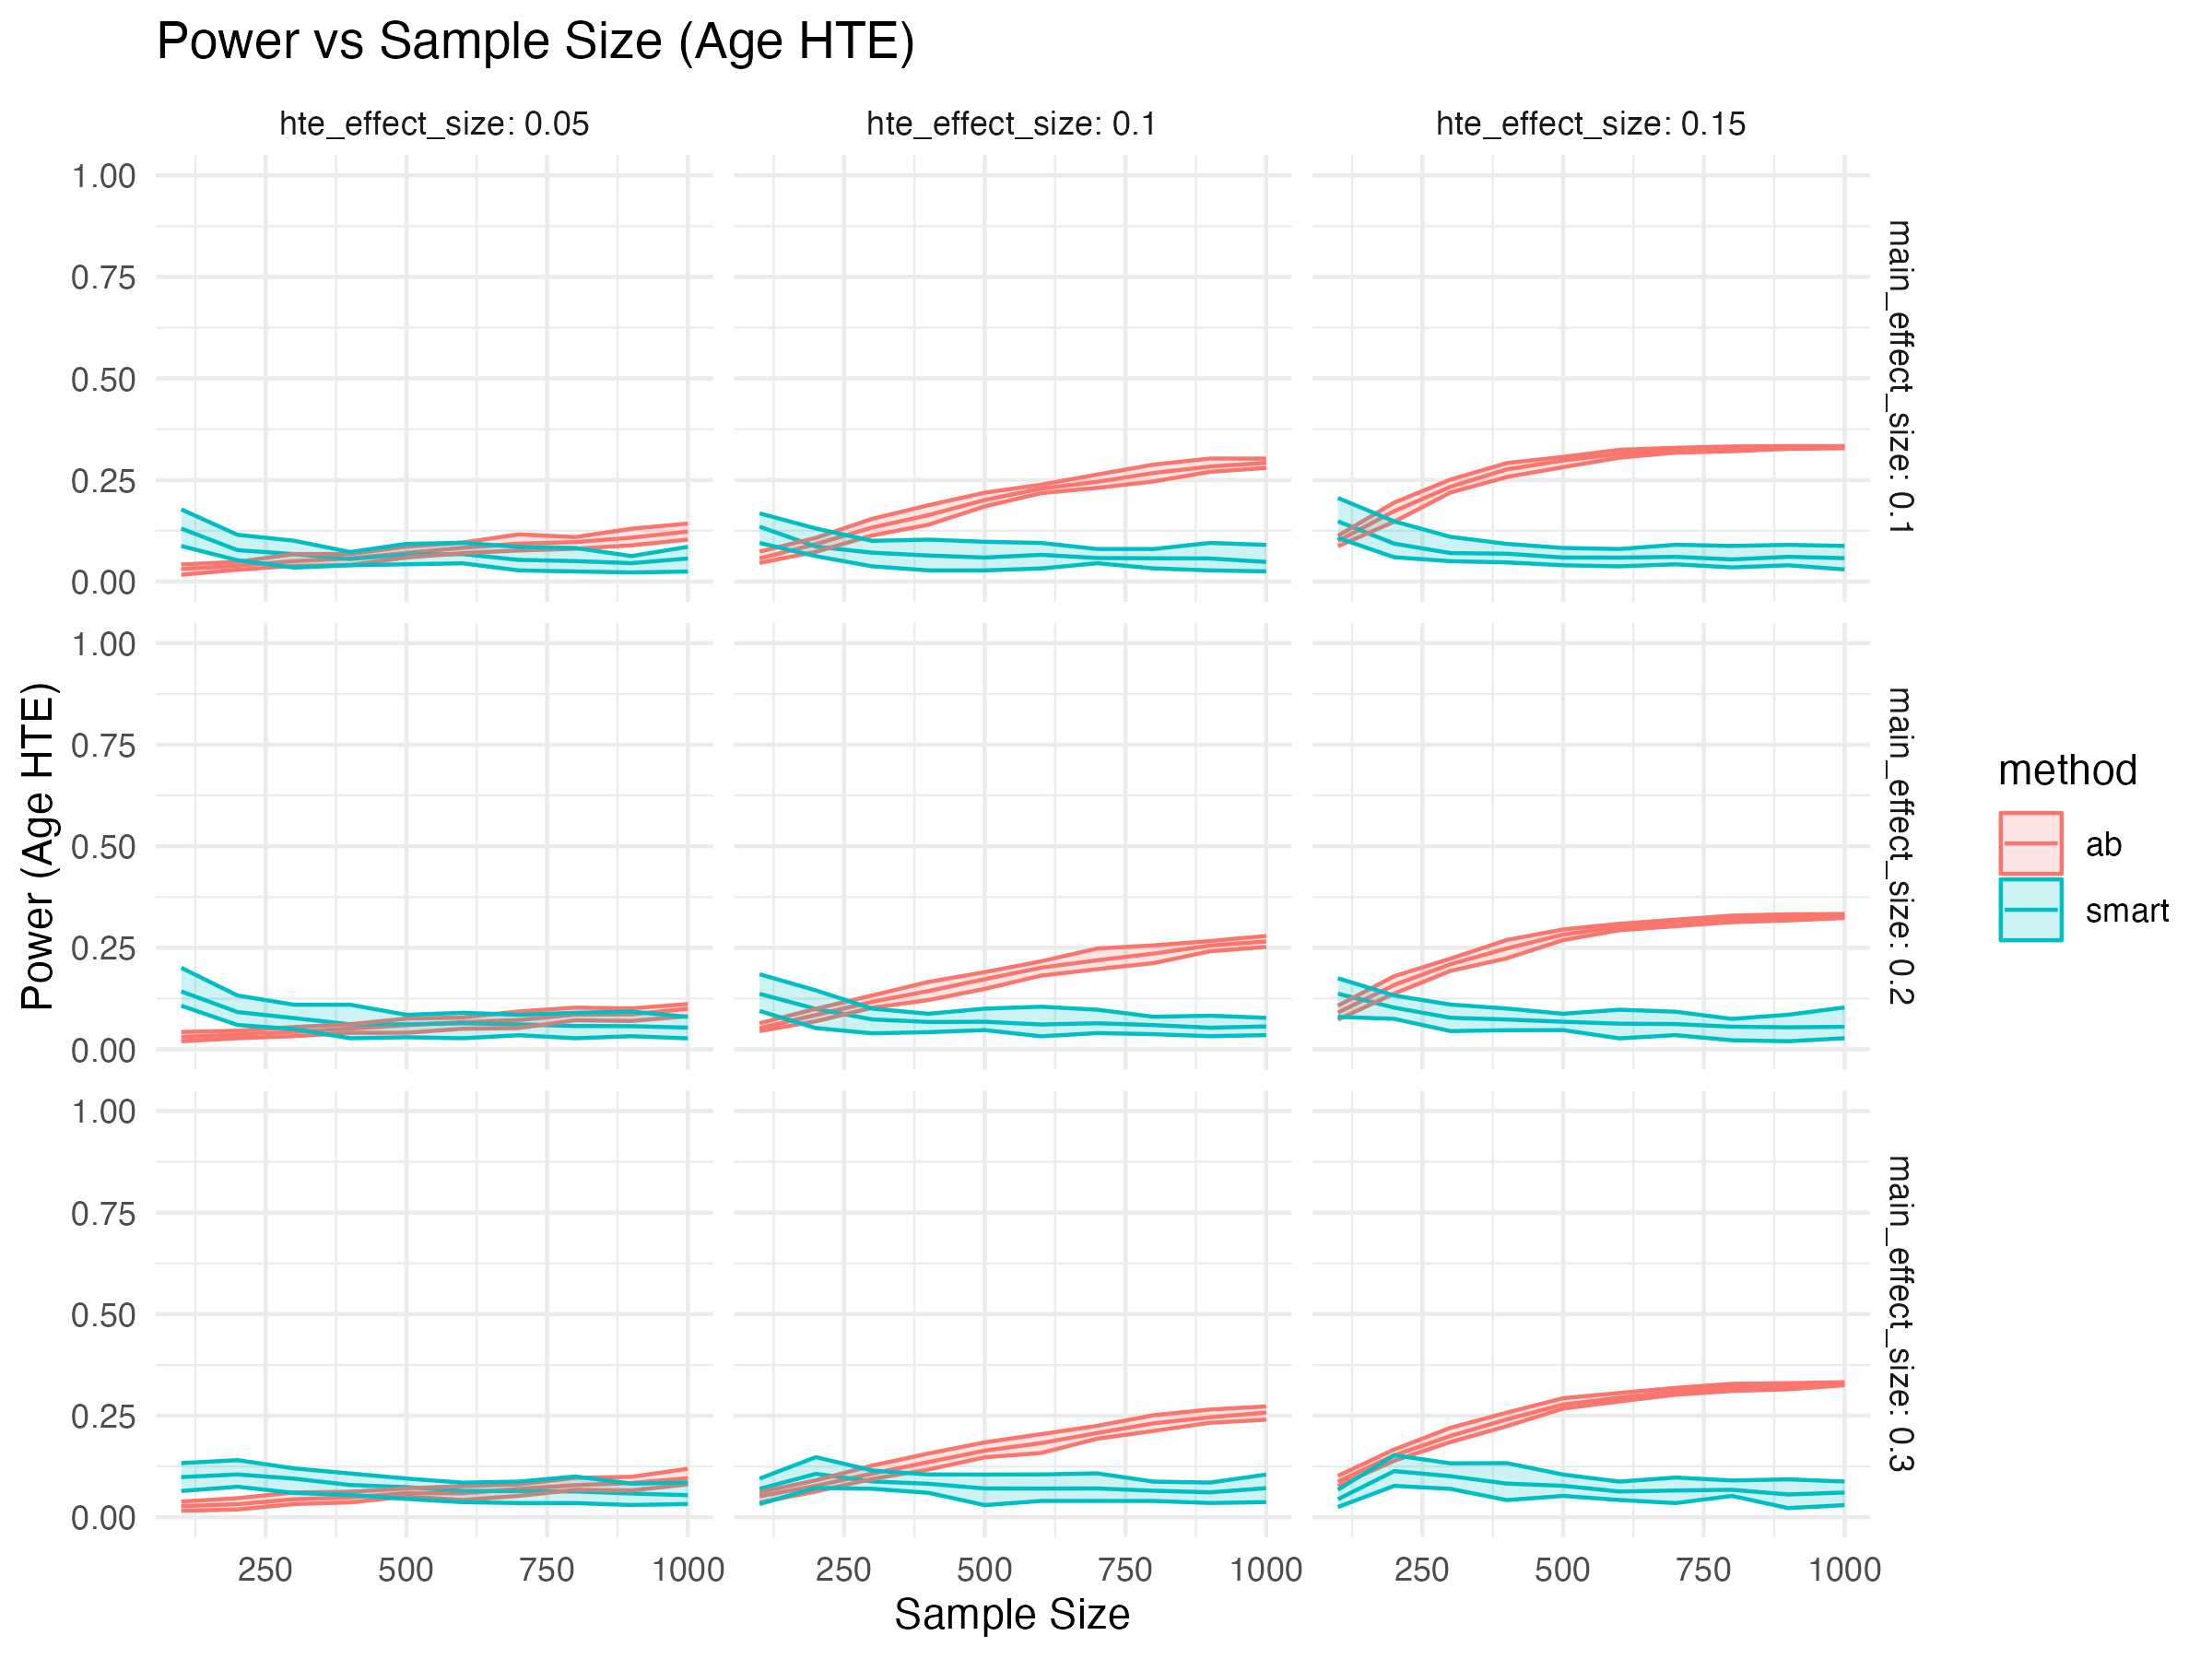 Power vs Sample Size (Age HTE)
hte_effect_size: 0.05
hte_effect_size: 0.1
hte_effect_size: 0.15
1.00
0.75
0.50
0.25
0.00
main_effect_size: 0.1
1.00
0.75
0.50
0.25
0.00
main_effect_size: 0.2
1.00
0.75
0.50
0.25
0.00
main_effect_size: 0.3
Power (Age HTE)
250 500 750 1000
250 500 750 1000
250 500 750 1000
Sample Size
method
ab
smart